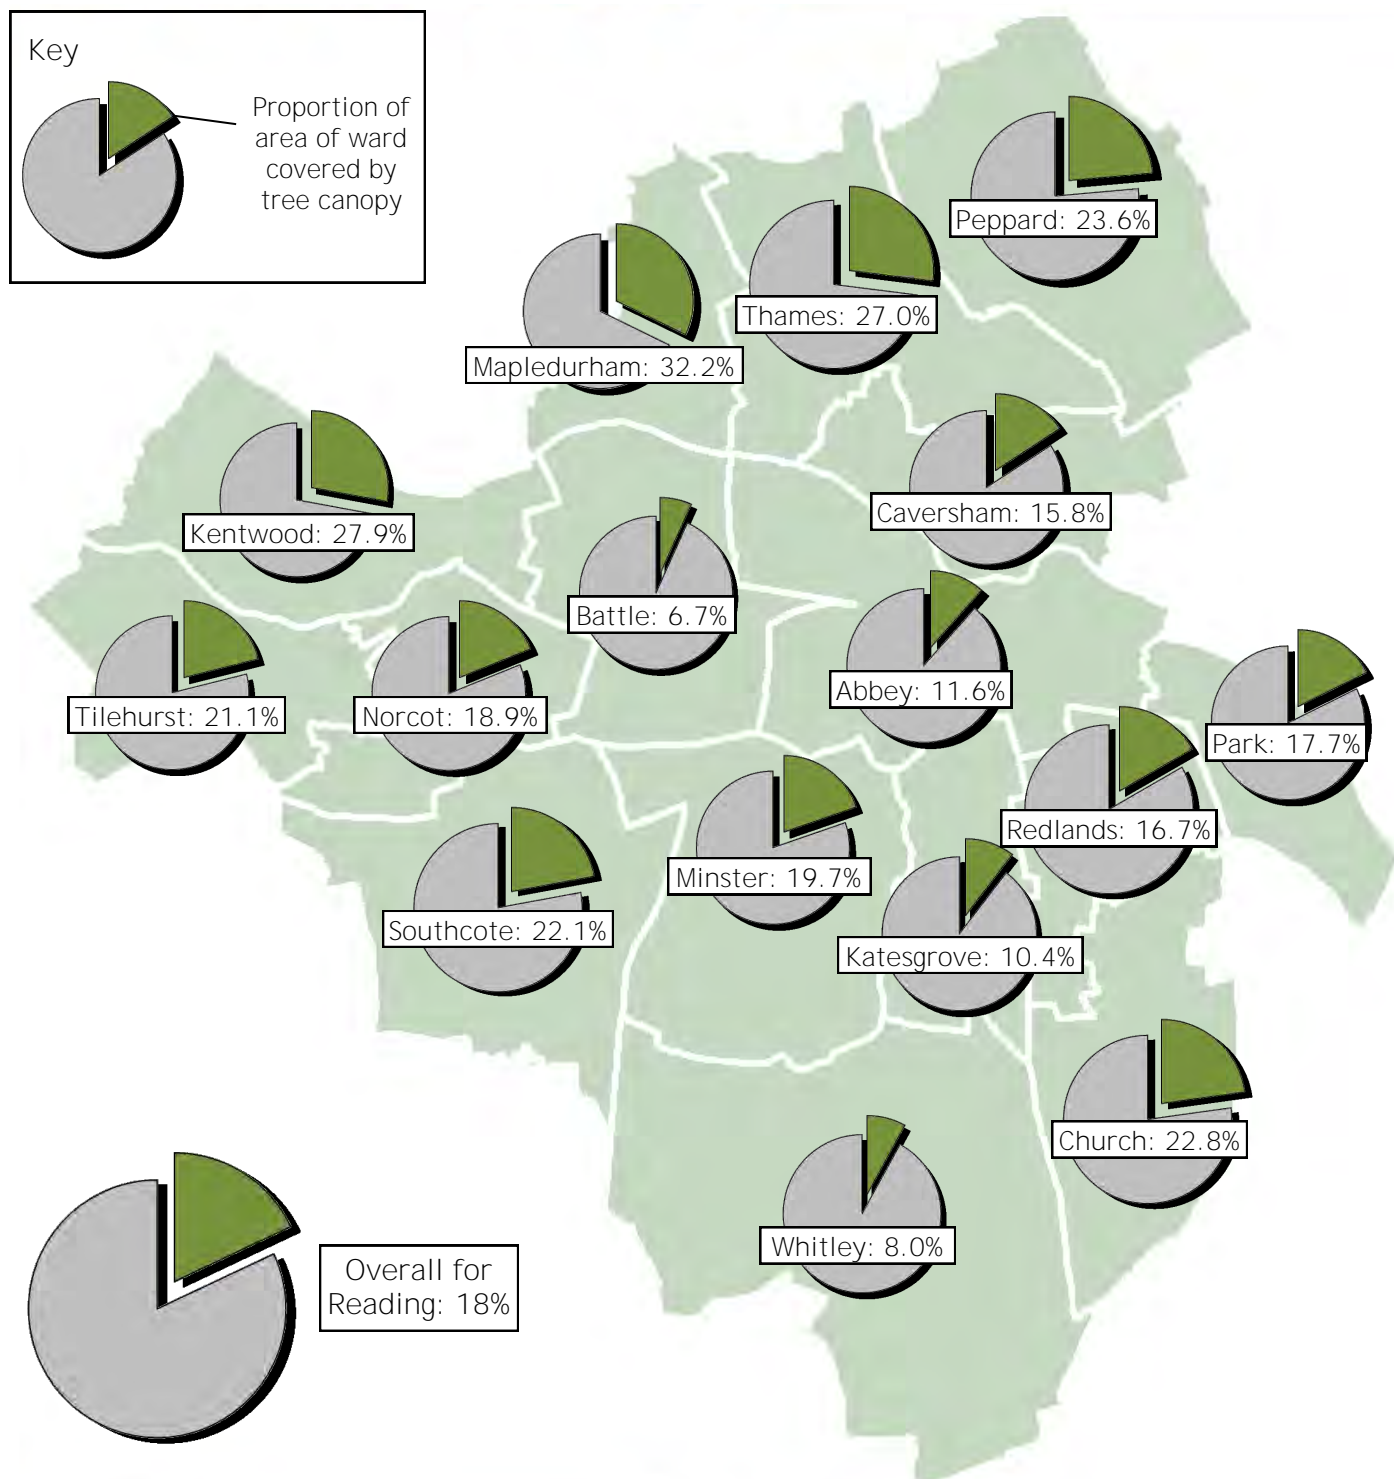 Key
Proportion of
area of ward
covered by
tree canopy
Peppard: 23.6%
Thames: 27.0%
Mapledurham: 32.2%
Caversham: 15.8%
Kentwood: 27.9%
Battle: 6.7%
Abbey: 11.6%
Tilehurst: 21.1%
Norcot: 18.9%
Park: 17.7%
Redlands: 16.7%
Minster: 19.7%
Southcote: 22.1%
Katesgrove: 10.4%
Church: 22.8%
Whitley: 8.0%
Overall for
Reading: 18%